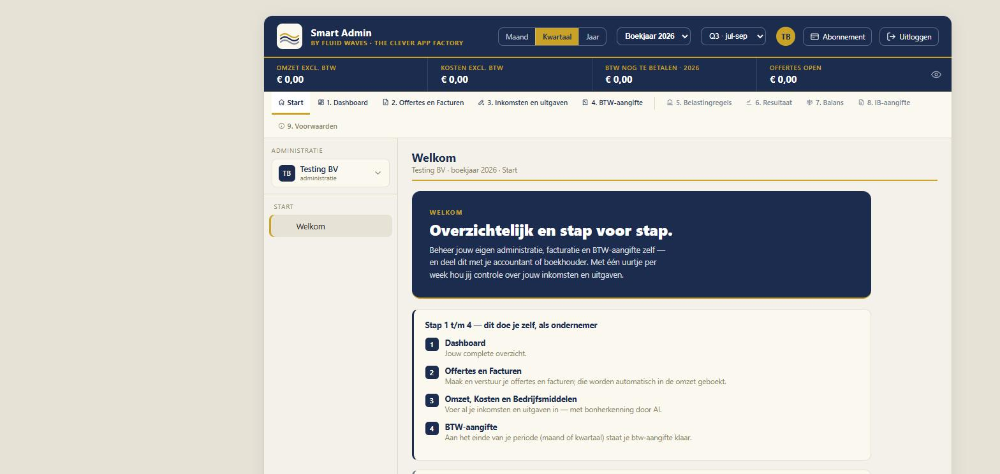 Smart Admin
BY FLUID WAVES · THE CLEVER APP FACTORY
Maand Kwartaal Jaar
Boekjaar 2026
Q3 · jul-sep
TB
Abonnement
Uitloggen
OMZET EXCL. BTW
€ 0,00
KOSTEN EXCL. BTW
€ 0,00
BTW NOG TE BETALEN · 2026
€ 0,00
OFFERTES OPEN
€ 0,00
Start
1. Dashboard
2. Offertes en Facturen
3. Inkomsten en uitgaven
4. BTW-aangifte
5. Belastingregels
6. Resultaat
7. Balans
8. IB-aangifte
9. Voorwaarden
ADMINISTRATIE
TB
Testing BV
administratie
START
Welkom
Welkom
Testing BV · boekjaar 2026 · Start
WELKOM
Overzichtelijk en stap voor stap.
Beheer jouw eigen administratie, facturatie en BTW-aangifte zelf —
en deel dit met je accountant of boekhouder. Met één uurtje per
week hou jij controle over jouw inkomsten en uitgaven.
Stap 1 t/m 4 — dit doe je zelf, als ondernemer
1
Dashboard
Jouw complete overzicht.
2
Offertes en Facturen
Maak en verstuur je offertes en facturen; die worden automatisch in de omzet geboekt.
3
Omzet, Kosten en Bedrijfsmiddelen
Voer al je inkomsten en uitgaven in — met bonherkenning door AI.
4
BTW-aangifte
Aan het einde van je periode (maand of kwartaal) staat je btw-aangifte klaar.